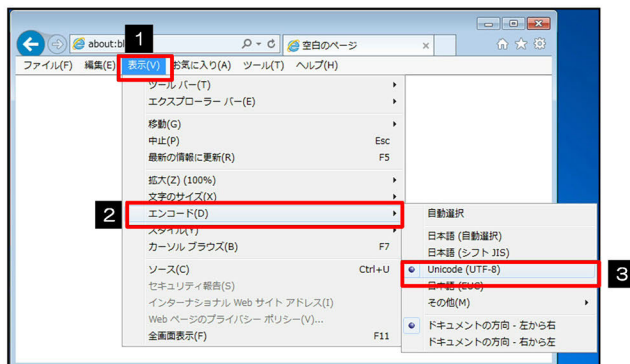 about:bl
空白のページ
1
ファイル(F) 編集(E) 表示(V) お気に入り(A) ツール(T) ヘルプ(H)
ツール バー(T)
エクスプローラー バー(E)
移動(G)
中止(P) Esc
最新の情報に更新(R) F5
拡大(Z) (100%)
文字のサイズ(X)
2
エンコード(D)
スタイル(Y)
カーソル ブラウズ(B) F7
ソース(C) Ctrl+U
セキュリティ報告(S)
インターナショナル Web サイト アドレス(I)
Web ページのプライバシー ポリシー(V)...
全画面表示(F) F11
自動選択
日本語 (自動選択)
日本語 (シフト JIS)
Unicode (UTF-8)
3
日本語 (EUC)
その他(M)
ドキュメントの方向 - 左から右
ドキュメントの方向 - 右から左